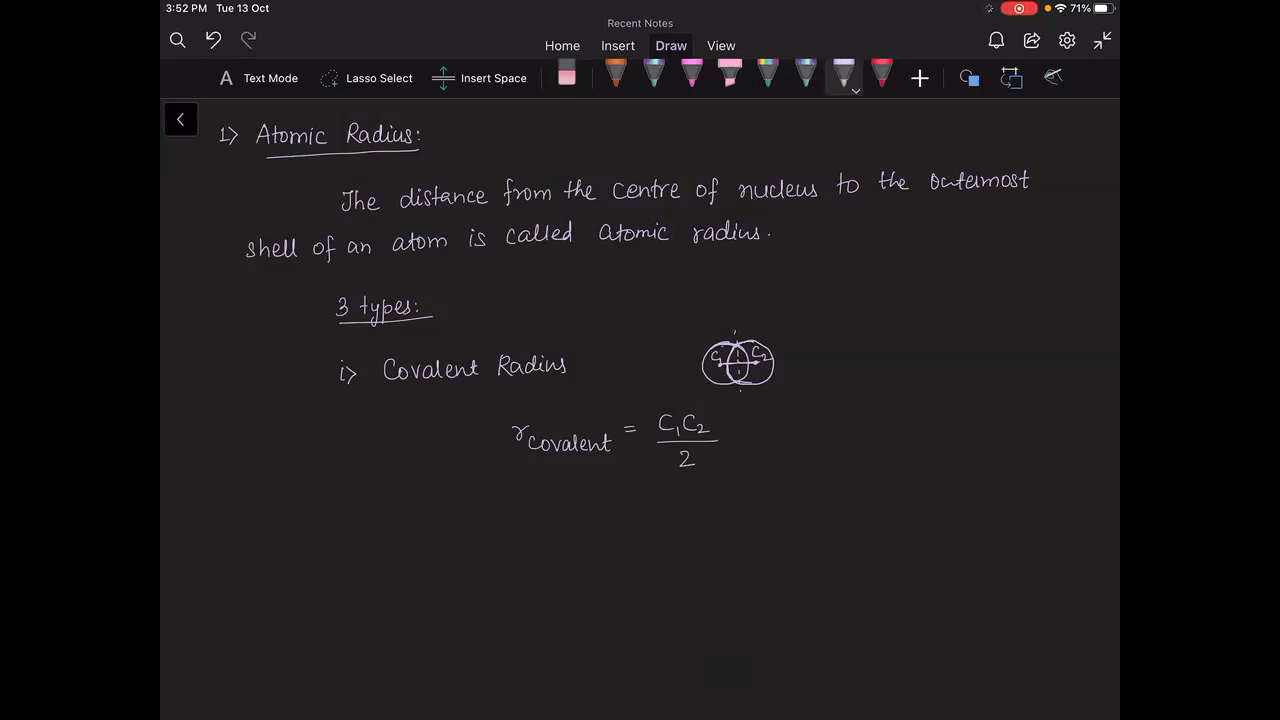 3:52 PM Tue 13 Oct
71%
Recent Notes
Home Insert Draw View
Text Mode Lasso Select Insert Space
1) Atomic Radius:
The distance from the centre of nucleus to the outermost
shell of an atom is called atomic radius.
3 types:
i) Covalent Radius
C1 C2
r covalent = C1C2
2